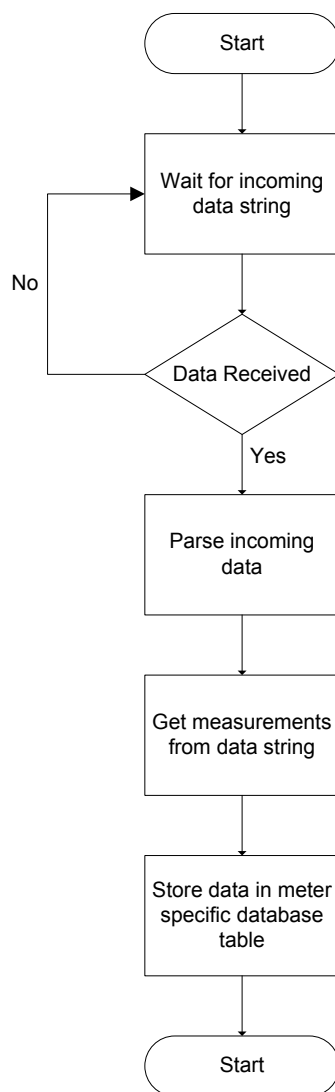 Start
Wait for incoming
data string
No
Data Received
Yes
Parse incoming
data
Get measurements
from data string
Store data in meter
specific database
table
Start